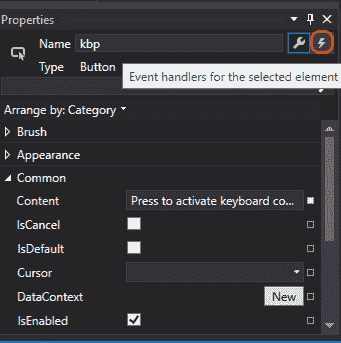 Properties
Name kbp
Type Button
Event handlers for the selected element
Arrange by: Category
Brush
Appearance
Common
Content Press to activate keyboard co...
IsCancel
IsDefault
Cursor
DataContext New
IsEnabled